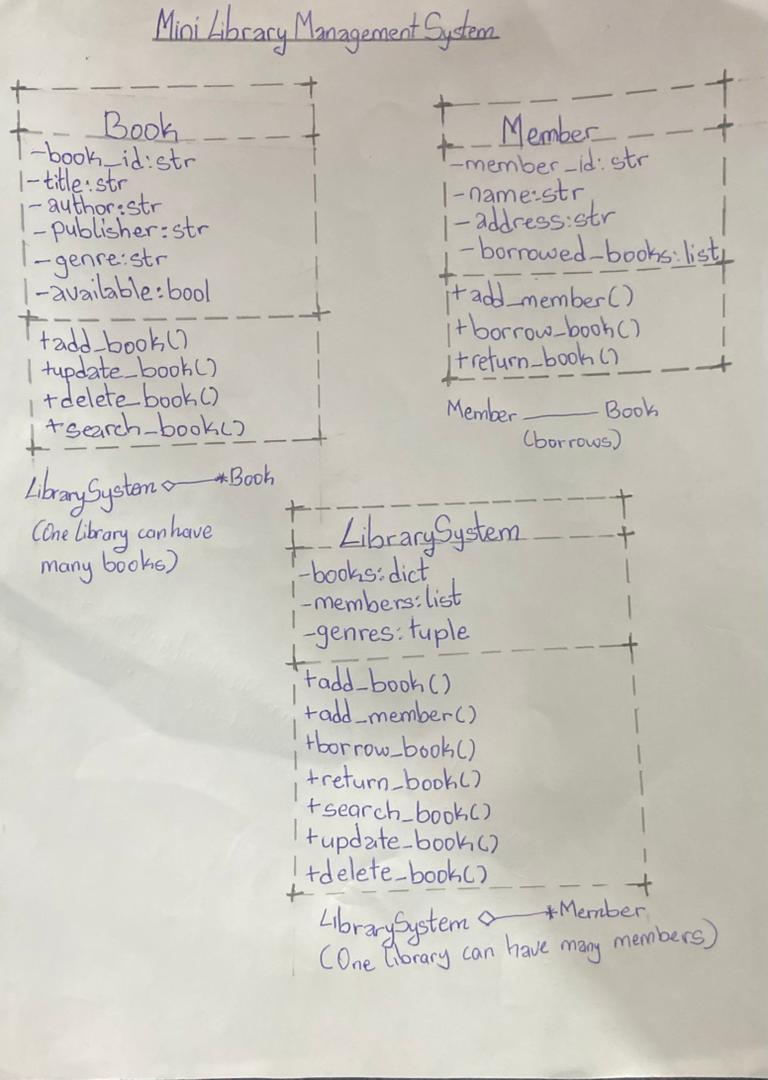 Mini Library Management System
Book
-book_id:str
-title:str
-author:str
-publisher:str
-genre:str
-available:bool
+add_book()
+update_book()
+delete_book()
+search_book()
LibrarySystem ◇—* Book
(One library can have
many books)
Member
-member_id: str
-name:str
-address:str
-borrowed_books:list
+add_member()
+borrow_book()
+return_book()
Member —— Book
(borrows)
LibrarySystem
-books:dict
-members:list
-genres:tuple
+add_book()
+add_member()
+borrow_book()
+return_book()
+search_book()
+update_book()
+delete_book()
LibrarySystem ◇—* Member
(One library can have many members)